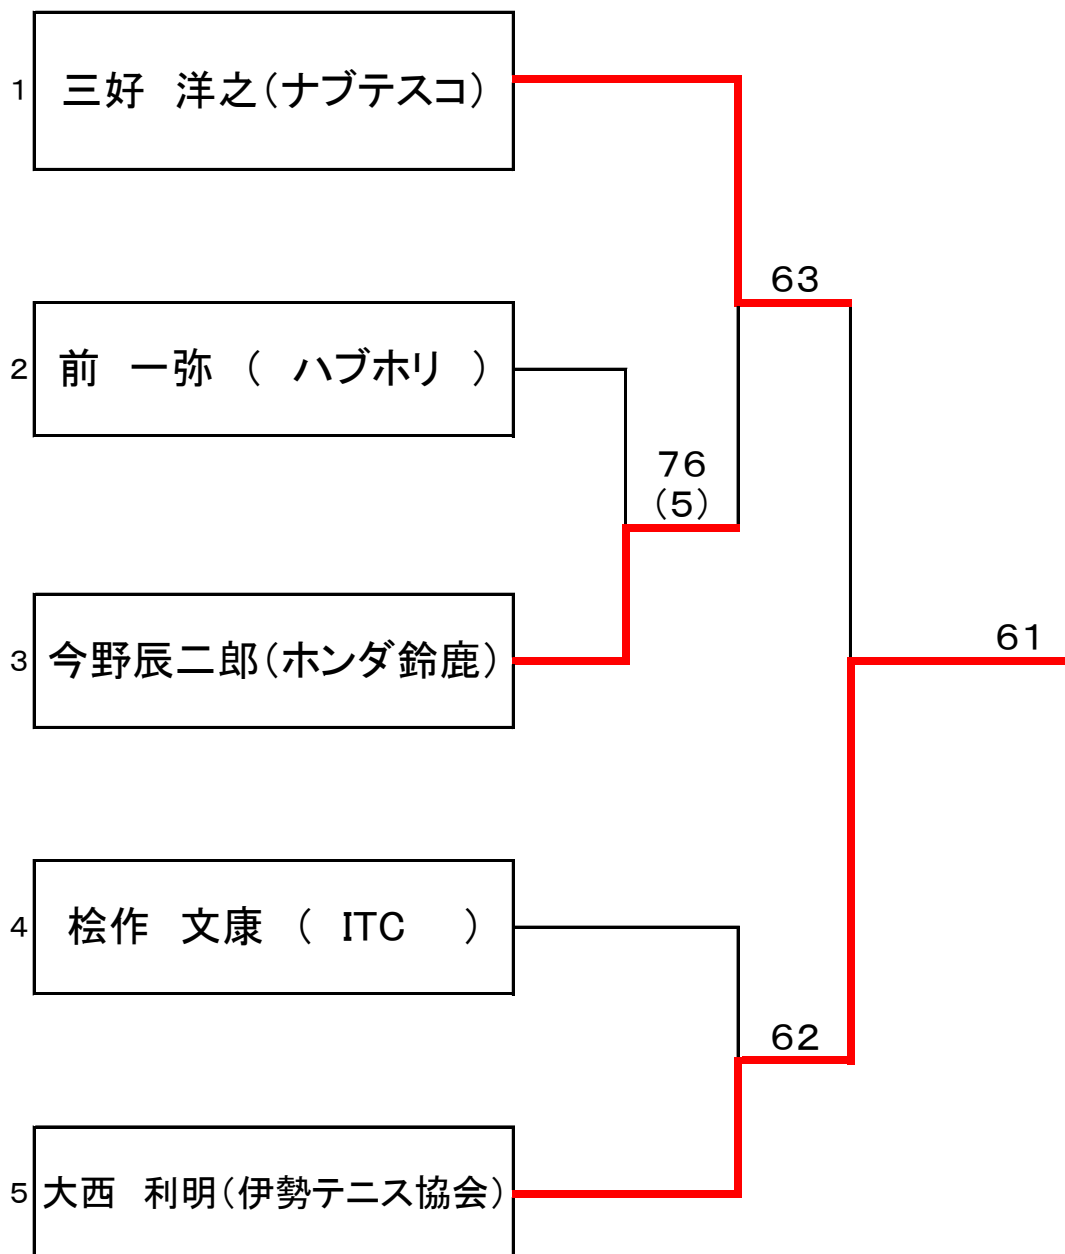 1 三好　洋之（ナブテスコ）
63
2 前　一弥　（　ハブホリ　）
76
（5）
61
3 今野辰二郎（ホンダ鈴鹿）
4 桧作　文康　（　ITC　　）
62
5 大西　利明（伊勢テニス協会）